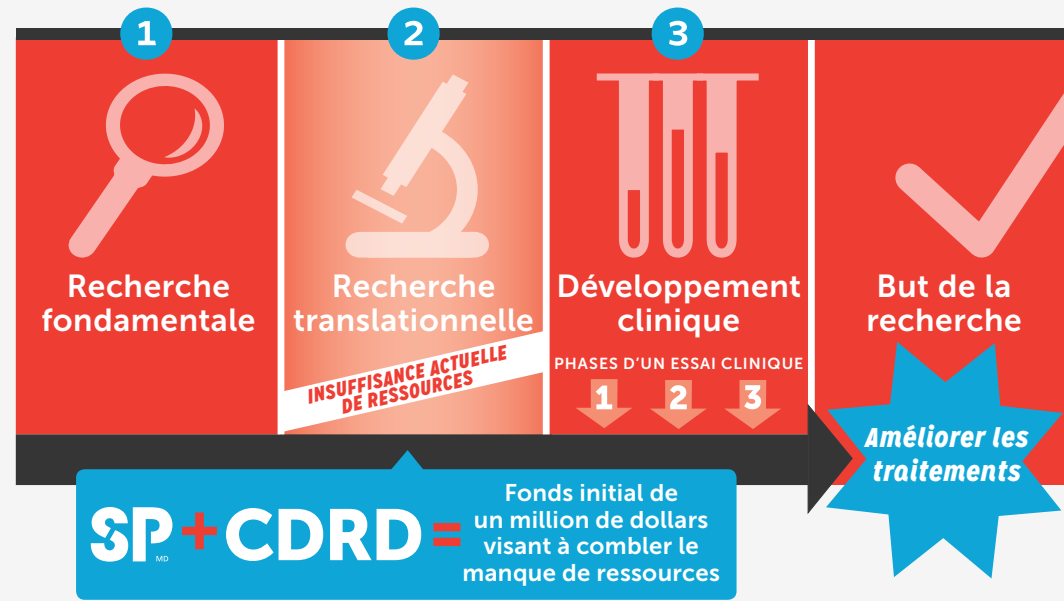 1
Recherche
fondamentale
2
Recherche
translationnelle
INSUFFISANCE ACTUELLE
DE RESSOURCES
3
Développement
clinique
PHASES D'UN ESSAI CLINIQUE
1 2 3
But de la
recherche
Améliorer les
traitements
SP MD + CDRD =
Fonds initial de
un million de dollars
visant à combler le
manque de ressources